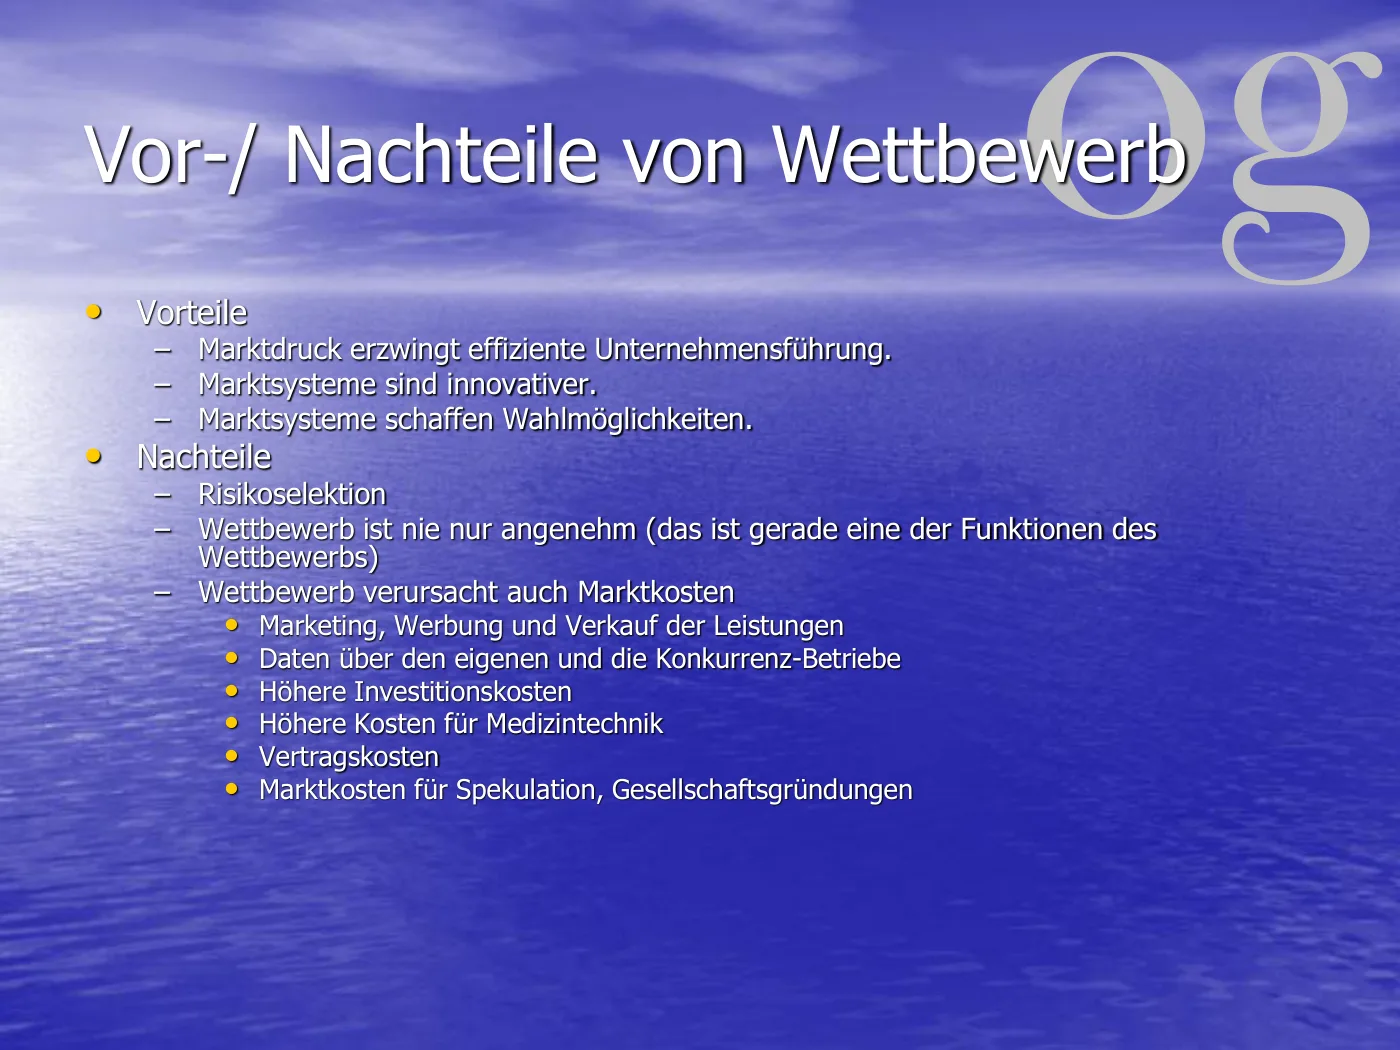 og
Vor-/ Nachteile von Wettbewerb
• Vorteile
– Marktdruck erzwingt effiziente Unternehmensführung.
– Marktsysteme sind innovativer.
– Marktsysteme schaffen Wahlmöglichkeiten.
• Nachteile
– Risikoselektion
– Wettbewerb ist nie nur angenehm (das ist gerade eine der Funktionen des
Wettbewerbs)
– Wettbewerb verursacht auch Marktkosten
• Marketing, Werbung und Verkauf der Leistungen
• Daten über den eigenen und die Konkurrenz-Betriebe
• Höhere Investitionskosten
• Höhere Kosten für Medizintechnik
• Vertragskosten
• Marktkosten für Spekulation, Gesellschaftsgründungen